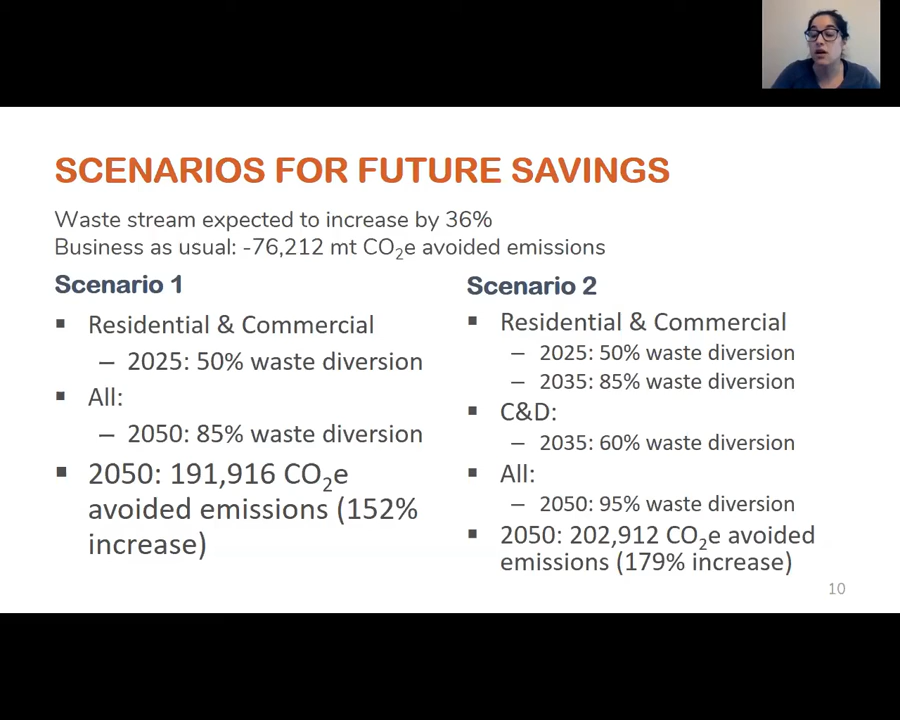 SCENARIOS FOR FUTURE SAVINGS
Waste stream expected to increase by 36%
Business as usual: -76,212 mt CO₂e avoided emissions
Scenario 1
▪ Residential & Commercial
– 2025: 50% waste diversion
▪ All:
– 2050: 85% waste diversion
▪ 2050: 191,916 CO₂e
avoided emissions (152%
increase)
Scenario 2
▪ Residential & Commercial
– 2025: 50% waste diversion
– 2035: 85% waste diversion
▪ C&D:
– 2035: 60% waste diversion
▪ All:
– 2050: 95% waste diversion
▪ 2050: 202,912 CO₂e avoided
emissions (179% increase)
10